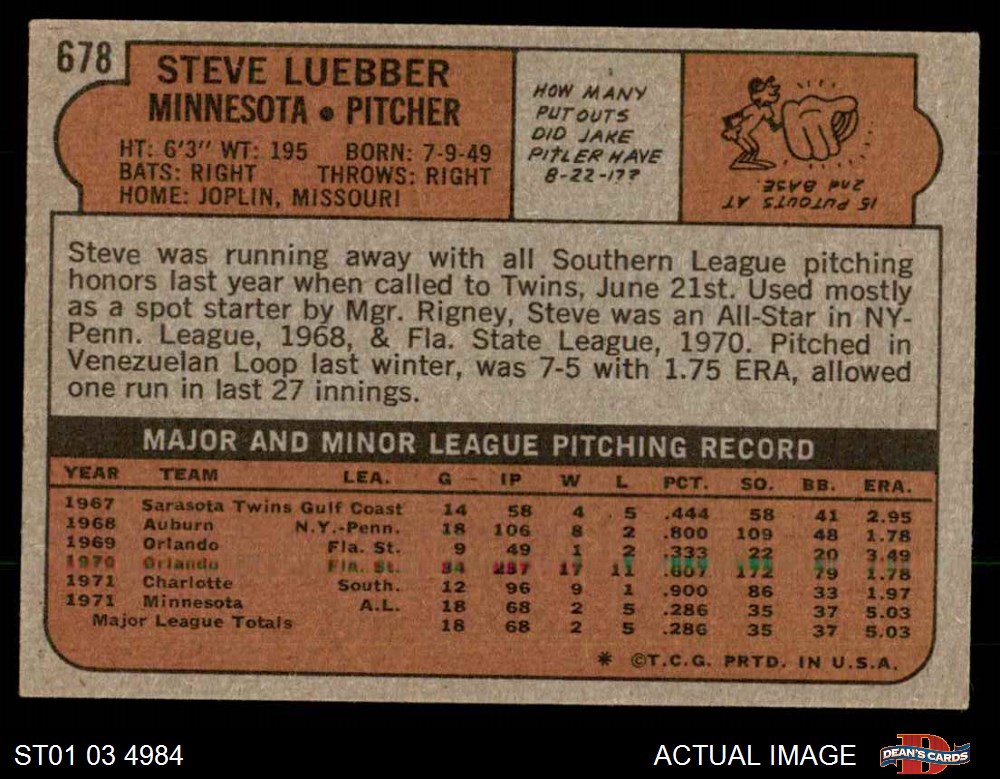 678
STEVE LUEBBER
MINNESOTA • PITCHER
HT: 6'3" WT: 195 BORN: 7-9-49
BATS: RIGHT THROWS: RIGHT
HOME: JOPLIN, MISSOURI
HOW MANY
PUTOUTS
DID JAKE
PITLER HAVE
8-22-17?
15 PUTOUTS AT
2ND BASE
Steve was running away with all Southern League pitching
honors last year when called to Twins, June 21st. Used mostly
as a spot starter by Mgr. Rigney, Steve was an All-Star in NY-
Penn. League, 1968, & Fla. State League, 1970. Pitched in
Venezuelan Loop last winter, was 7-5 with 1.75 ERA, allowed
one run in last 27 innings.
MAJOR AND MINOR LEAGUE PITCHING RECORD
YEAR TEAM LEA. G IP W L PCT. SO. BB. ERA.
1967 Sarasota Twins Gulf Coast 14 58 4 5 .444 58 41 2.95
1968 Auburn N.Y.-Penn. 18 106 8 2 .800 109 48 1.78
1969 Orlando Fla. St. 9 49 1 2 .333 22 20 3.49
1970 Orlando Fla. St. 34 237 17 11 .607 172 79 1.78
1971 Charlotte South. 12 96 9 1 .900 86 33 1.97
1971 Minnesota A.L. 18 68 2 5 .286 35 37 5.03
Major League Totals 18 68 2 5 .286 35 37 5.03
* ©T.C.G. PRTD. IN U.S.A.
ST01 03 4984
ACTUAL IMAGE
D
DEAN'S CARDS